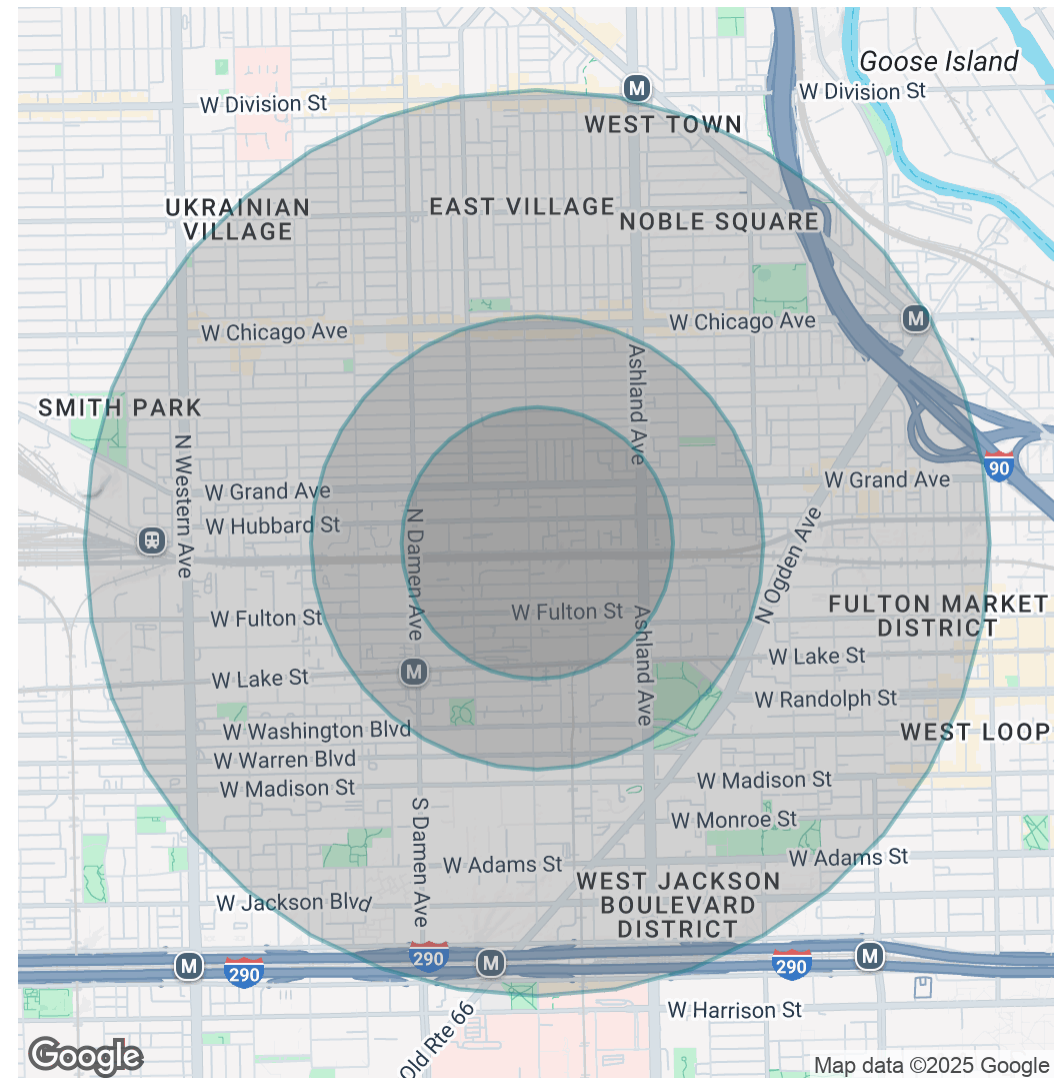 Goose Island
W Division St
W Division St
M
WEST TOWN
UKRAINIAN
VILLAGE
EAST VILLAGE
NOBLE SQUARE
W Chicago Ave
W Chicago Ave
M
Ashland Ave
SMITH PARK
N Western Ave
W Grand Ave
W Grand Ave
90
W Hubbard St
N Damen Ave
N Ogden Ave
W Fulton St
W Fulton St
Ashland Ave
FULTON MARKET
DISTRICT
W Lake St
W Lake St
M
W Randolph St
W Washington Blvd
WEST LOOP
W Warren Blvd
W Madison St
W Madison St
S Damen Ave
W Monroe St
W Adams St
W Adams St
WEST JACKSON
BOULEVARD
DISTRICT
W Jackson Blvd
M
290
290
M
290
M
W Harrison St
Old Rte 66
Google
Map data ©2025 Google